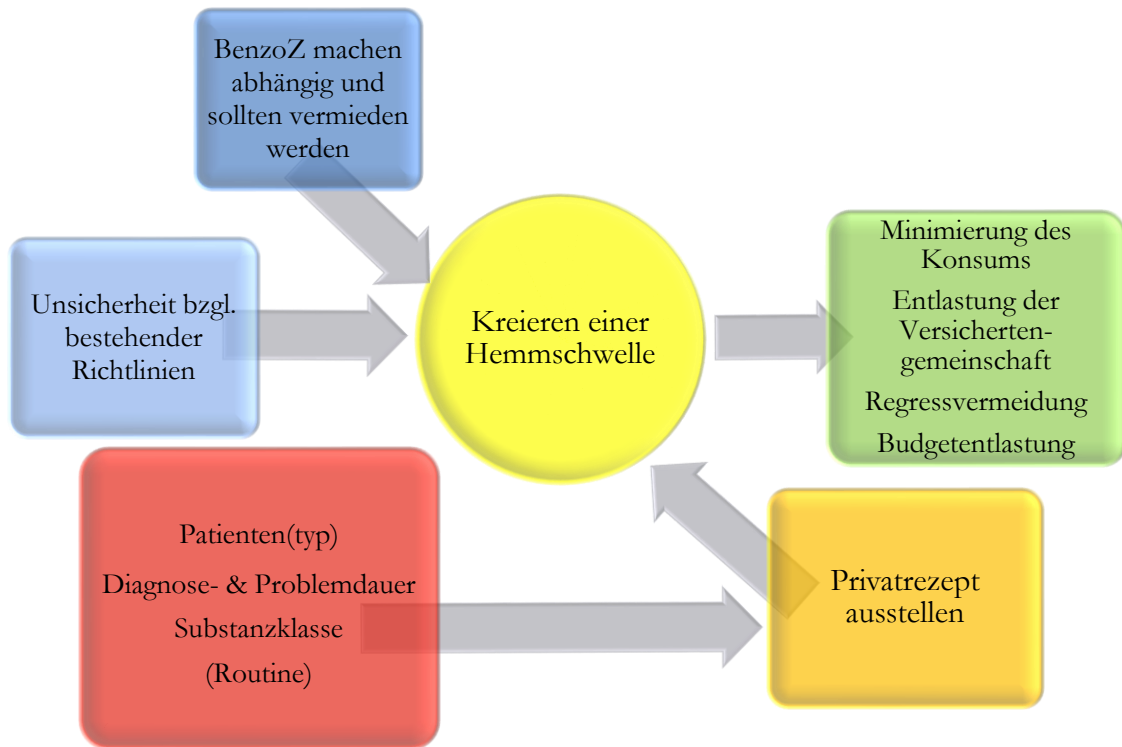 BenzoZ machen
abhängig und
sollten vermieden
werden
Unsicherheit bzgl.
bestehender
Richtlinien
Kreieren einer
Hemmschwelle
Minimierung des
Konsums
Entlastung der
Versicherten-
gemeinschaft
Regressvermeidung
Budgetentlastung
Patienten(typ)
Diagnose- & Problemdauer
Substanzklasse
(Routine)
Privatrezept
ausstellen